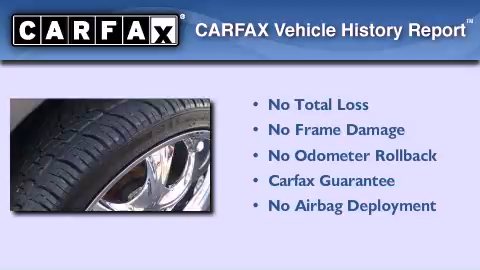 CARFAX®
CARFAX Vehicle History Report™
• No Total Loss
• No Frame Damage
• No Odometer Rollback
• Carfax Guarantee
• No Airbag Deployment